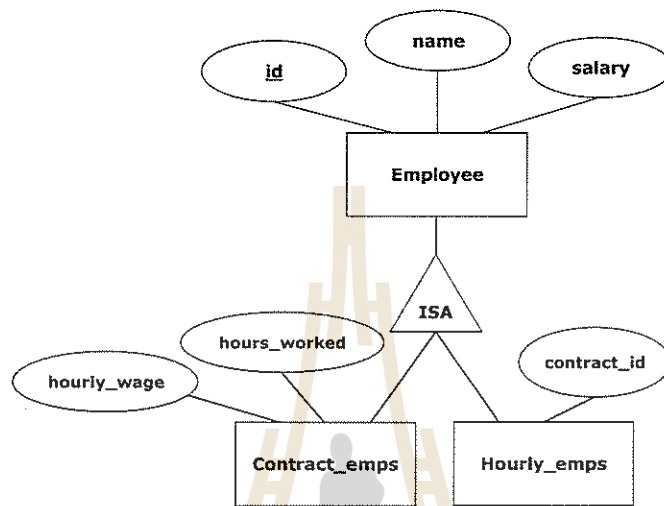 name
id
salary
Employee
ISA
hours_worked
contract_id
hourly_wage
Contract_emps
Hourly_emps